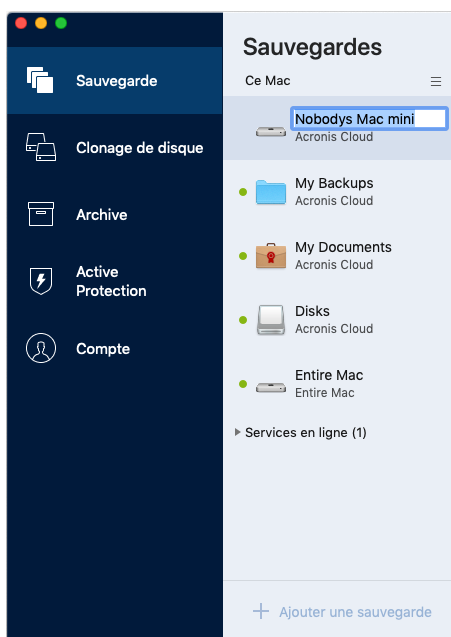 Sauvegarde
Clonage de disque
Archive
Active
Protection
Compte
Sauvegardes
Ce Mac
Nobodys Mac mini
Acronis Cloud
My Backups
Acronis Cloud
My Documents
Acronis Cloud
Disks
Acronis Cloud
Entire Mac
Entire Mac
Services en ligne (1)
Ajouter une sauvegarde